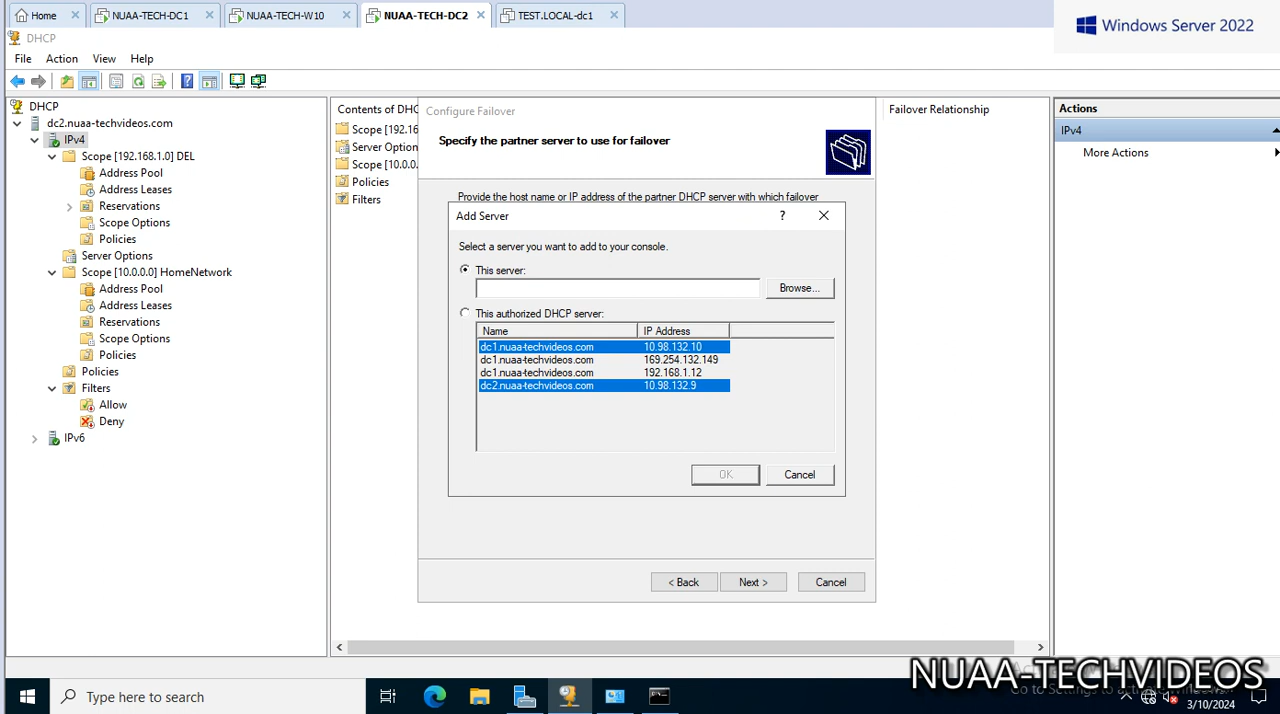 Home
NUAA-TECH-DC1
NUAA-TECH-W10
NUAA-TECH-DC2
TEST.LOCAL-dc1
Windows Server 2022
DHCP
File Action View Help
DHCP
dc2.nuaa-techvideos.com
IPv4
Scope [192.168.1.0] DEL
Address Pool
Address Leases
Reservations
Scope Options
Policies
Server Options
Scope [10.0.0.0] HomeNetwork
Address Pool
Address Leases
Reservations
Scope Options
Policies
Policies
Filters
Allow
Deny
IPv6
Contents of DHC
Failover Relationship
Scope [192.16
Server Option
Scope [10.0.0
Policies
Filters
Configure Failover
Specify the partner server to use for failover
Provide the host name or IP address of the partner DHCP server with which failover
Add Server
?
Select a server you want to add to your console.
This server:
Browse...
This authorized DHCP server:
Name IP Address
dc1.nuaa-techvideos.com 10.98.132.10
dc1.nuaa-techvideos.com 169.254.132.149
dc1.nuaa-techvideos.com 192.168.1.12
dc2.nuaa-techvideos.com 10.98.132.9
OK Cancel
< Back Next > Cancel
Actions
IPv4
More Actions
NUAA-TECHVIDEOS
Type here to search
3/10/2024